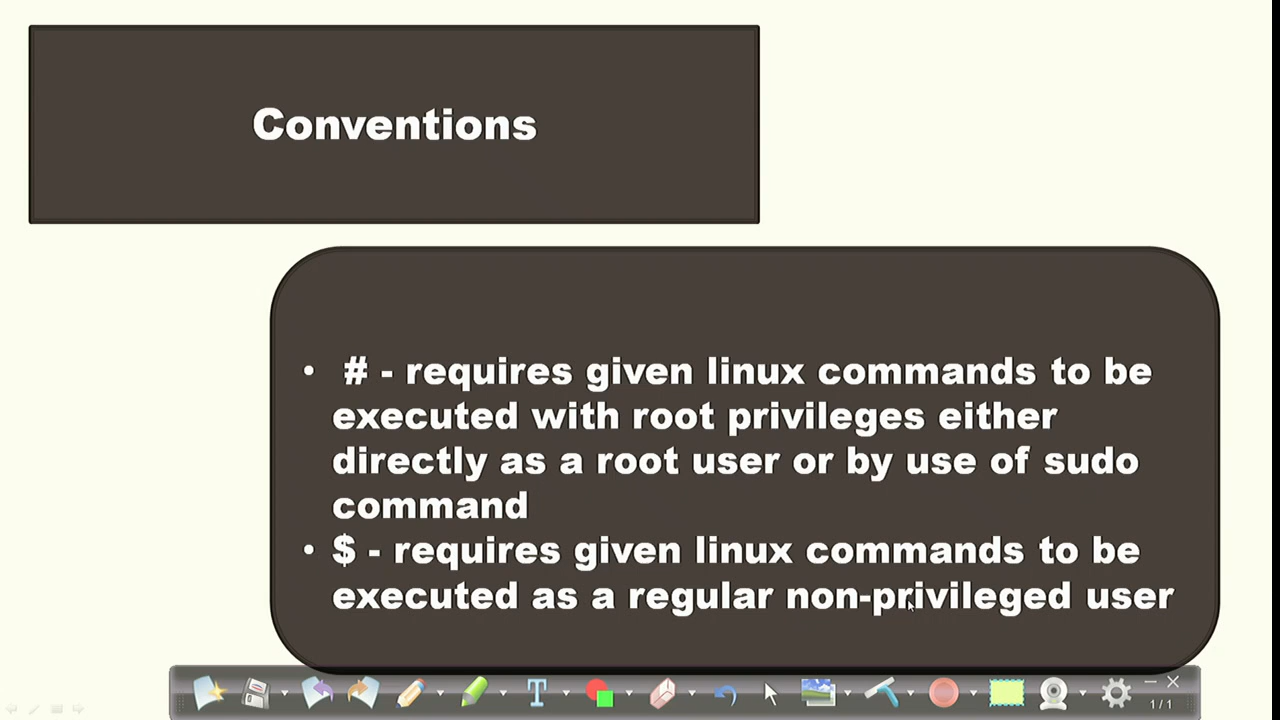 Conventions
• # - requires given linux commands to be
executed with root privileges either
directly as a root user or by use of sudo
command
• $ - requires given linux commands to be
executed as a regular non-privileged user
T
1/1